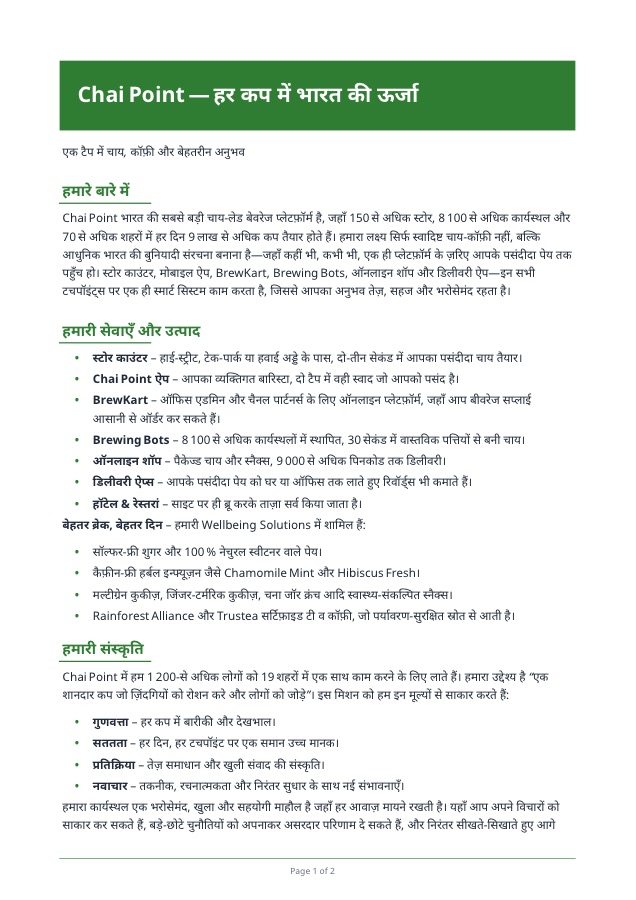 Chai Point — हर कप में भारत की ऊर्जा
एक टैप में चाय, कॉफ़ी और बेहतरीन अनुभव
हमारे बारे में
Chai Point भारत की सबसे बड़ी चाय-लेड बेवरेज प्लेटफ़ॉर्म है, जहाँ 150 से अधिक स्टोर, 8 100 से अधिक कार्यस्थल और
70 से अधिक शहरों में हर दिन 9 लाख से अधिक कप तैयार होते हैं। हमारा लक्ष्य सिर्फ स्वादिष्ट चाय-कॉफ़ी नहीं, बल्कि
आधुनिक भारत की बुनियादी संरचना बनाना है—जहाँ कहीं भी, कभी भी, एक ही प्लेटफ़ॉर्म के ज़रिए आपके पसंदीदा पेय तक
पहुँच हो। स्टोर काउंटर, मोबाइल ऐप, BrewKart, Brewing Bots, ऑनलाइन शॉप और डिलीवरी ऐप—इन सभी
टचपॉइंट्स पर एक ही स्मार्ट सिस्टम काम करता है, जिससे आपका अनुभव तेज़, सहज और भरोसेमंद रहता है।
हमारी सेवाएँ और उत्पाद
• स्टोर काउंटर – हाई-स्ट्रीट, टेक-पार्क या हवाई अड्डे के पास, दो-तीन सेकंड में आपका पसंदीदा चाय तैयार।
• Chai Point ऐप – आपका व्यक्तिगत बारिस्टा, दो टैप में वही स्वाद जो आपको पसंद है।
• BrewKart – ऑफिस एडमिन और चैनल पार्टनर्स के लिए ऑनलाइन प्लेटफ़ॉर्म, जहाँ आप बीवरेज सप्लाई
आसानी से ऑर्डर कर सकते हैं।
• Brewing Bots – 8 100 से अधिक कार्यस्थलों में स्थापित, 30 सेकंड में वास्तविक पत्तियों से बनी चाय।
• ऑनलाइन शॉप – पैकेज्ड चाय और स्नैक्स, 9 000 से अधिक पिनकोड तक डिलीवरी।
• डिलीवरी ऐप्स – आपके पसंदीदा पेय को घर या ऑफिस तक लाते हुए रिवॉर्ड्स भी कमाते हैं।
• हॉटेल & रेस्तरां – साइट पर ही ब्रू करके ताज़ा सर्व किया जाता है।
बेहतर ब्रेक, बेहतर दिन – हमारी Wellbeing Solutions में शामिल हैं:
• सॉल्फर-फ्री शुगर और 100 % नेचुरल स्वीटनर वाले पेय।
• कैफ़ीन-फ्री हर्बल इन्फ्यूज़न जैसे Chamomile Mint और Hibiscus Fresh।
• मल्टीग्रेन कुकीज़, जिंजर-टर्मरिक कुकीज़, चना जॉर क्रंच आदि स्वास्थ्य-संकल्पित स्नैक्स।
• Rainforest Alliance और Trustea सर्टिफ़ाइड टी व कॉफ़ी, जो पर्यावरण-सुरक्षित स्रोत से आती है।
हमारी संस्कृति
Chai Point में हम 1 200-से अधिक लोगों को 19 शहरों में एक साथ काम करने के लिए लाते हैं। हमारा उद्देश्य है “एक
शानदार कप जो ज़िंदगियों को रोशन करे और लोगों को जोड़े”। इस मिशन को हम इन मूल्यों से साकार करते हैं:
• गुणवत्ता – हर कप में बारीकी और देखभाल।
• सततता – हर दिन, हर टचपॉइंट पर एक समान उच्च मानक।
• प्रतिक्रिया – तेज़ समाधान और खुली संवाद की संस्कृति।
• नवाचार – तकनीक, रचनात्मकता और निरंतर सुधार के साथ नई संभावनाएँ।
हमारा कार्यस्थल एक भरोसेमंद, खुला और सहयोगी माहौल है जहाँ हर आवाज़ मायने रखती है। यहाँ आप अपने विचारों को
साकार कर सकते हैं, बड़े-छोटे चुनौतियों को अपनाकर असरदार परिणाम दे सकते हैं, और निरंतर सीखते-सिखाते हुए आगे
Page 1 of 2